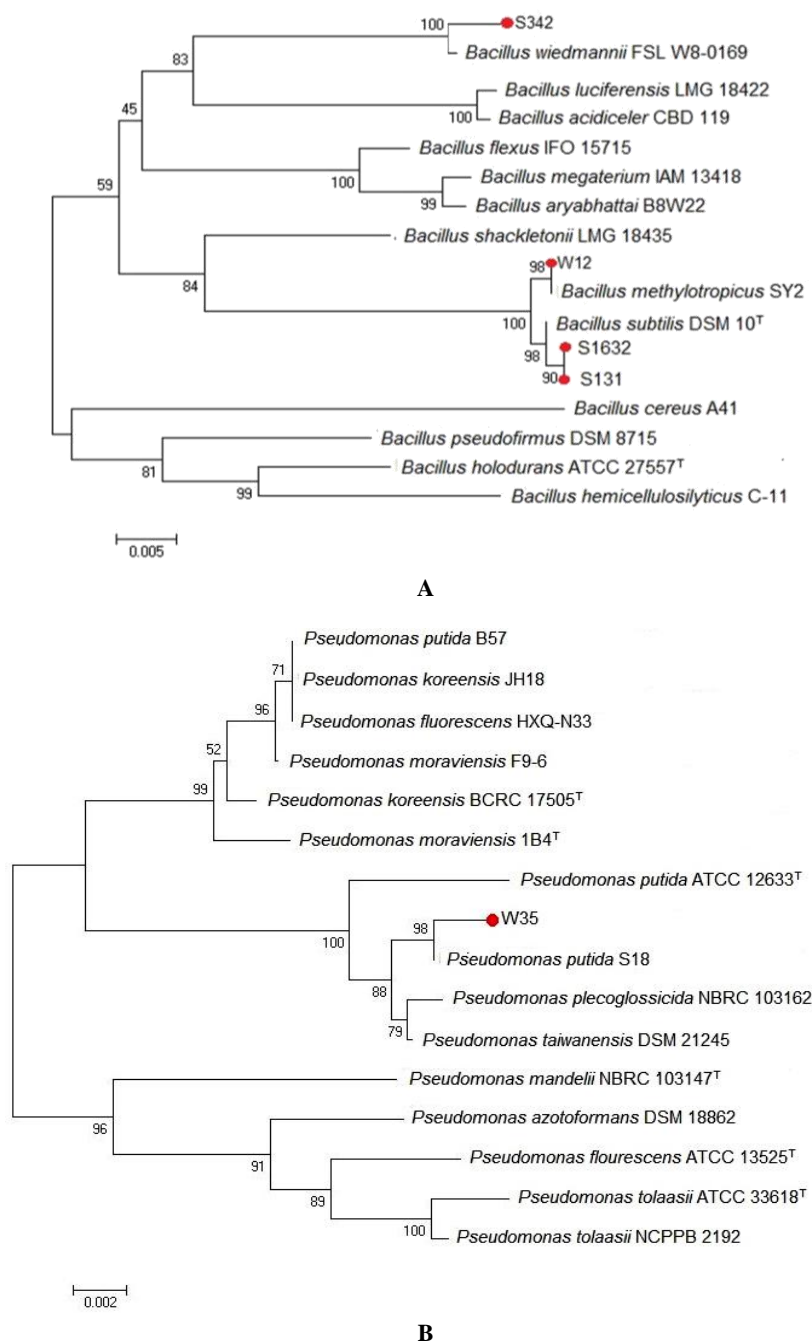 100
S342
Bacillus wiedmannii FSL W8-0169
83
Bacillus luciferensis LMG 18422
45
100
Bacillus acidiceler CBD 119
Bacillus flexus IFO 15715
100
Bacillus megaterium IAM 13418
59
99
Bacillus aryabhattai B8W22
Bacillus shackletonii LMG 18435
98
W12
84
Bacillus methylotropicus SY2
100
Bacillus subtilis DSM 10T
98
S1632
90
S131
Bacillus cereus A41
Bacillus pseudofirmus DSM 8715
81
Bacillus holodurans ATCC 27557T
99
Bacillus hemicellulosilyticus C-11
0.005
A
Pseudomonas putida B57
71
Pseudomonas koreensis JH18
96
Pseudomonas fluorescens HXQ-N33
52
Pseudomonas moraviensis F9-6
99
Pseudomonas koreensis BCRC 17505T
Pseudomonas moraviensis 1B4T
Pseudomonas putida ATCC 12633T
98
W35
100
Pseudomonas putida S18
88
Pseudomonas plecoglossicida NBRC 103162
79
Pseudomonas taiwanensis DSM 21245
Pseudomonas mandelii NBRC 103147T
96
Pseudomonas azotoformans DSM 18862
91
Pseudomonas flourescens ATCC 13525T
89
Pseudomonas tolaasii ATCC 33618T
100
Pseudomonas tolaasii NCPPB 2192
0.002
B